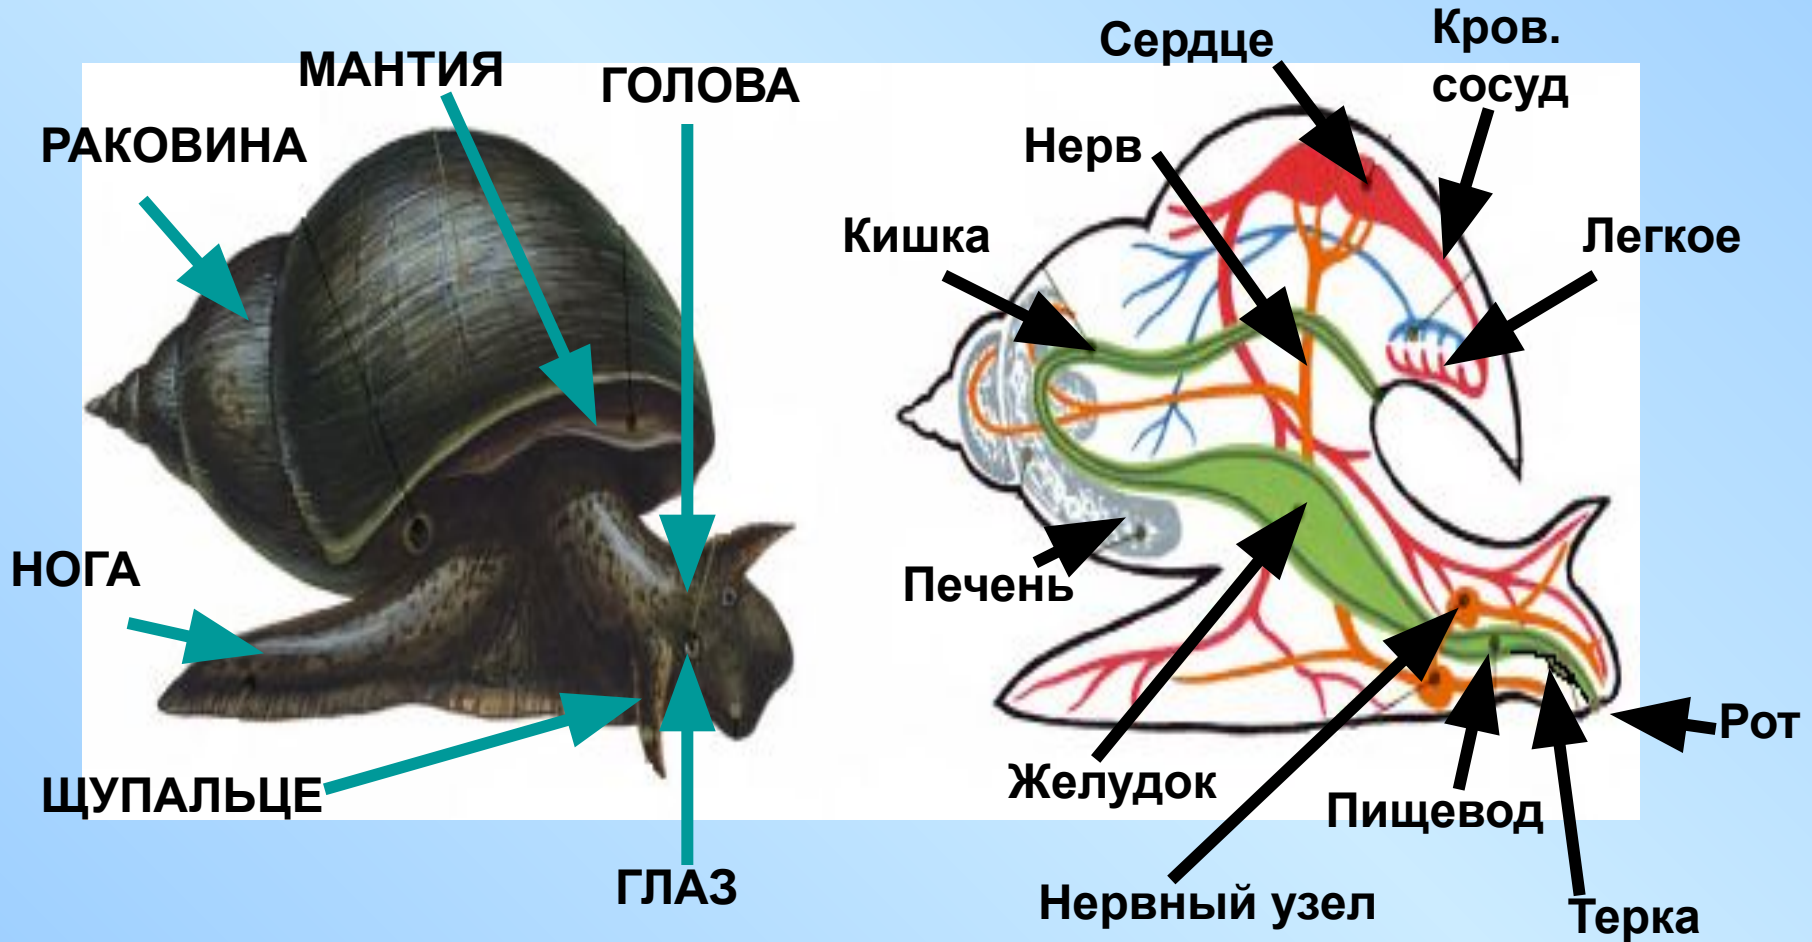 МАНТИЯ
ГОЛОВА
РАКОВИНА
НОГА
ЩУПАЛЬЦЕ
ГЛАЗ
Сердце
Кров.
сосуд
Нерв
Кишка
Легкое
Печень
Желудок
Рот
Пищевод
Нервный узел
Терка